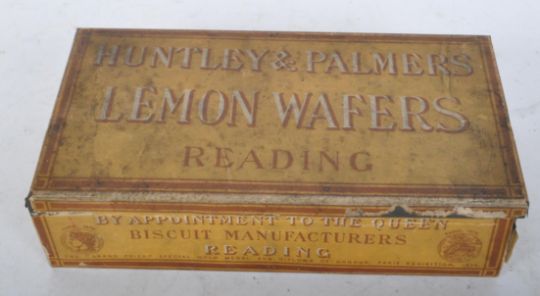 HUNTLEY & PALMERS
LEMON WAFERS
READING
BY APPOINTMENT TO THE QUEEN
BISCUIT MANUFACTURERS
READING